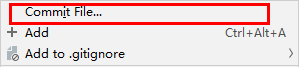 Commit File...
Add Ctrl+Alt+A
Add to .gitignore